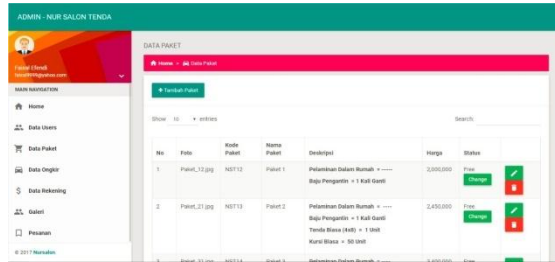 ADMIN - NUR SALON TENDA
Faisal Efendi
MAIN NAVIGATION
Home
Data Users
Data Paket
Data Ongkir
Data Rekening
Galeri
Pesanan
© 2017 Nursalon.
DATA PAKET
Home > Data Paket
+ Tambah Paket
Show 10 entries
Search:
No Foto Kode Paket Nama Paket Deskripsi Harga Status
1. Paket_12.jpg NST12 Paket 1 Pelaminan Dalam Rumah = ----- 2,000,000 Free
Baju Pengantin = 1 Kali Ganti Change
2. Paket_21.jpg NST13 Paket 2 Pelaminan Dalam Rumah = ---- 2,450,000 Free
Baju Pengantin = 1 Kali Ganti Change
Tenda Biasa (4x6) = 1 Unit
Kursi Biasa = 50 Unit